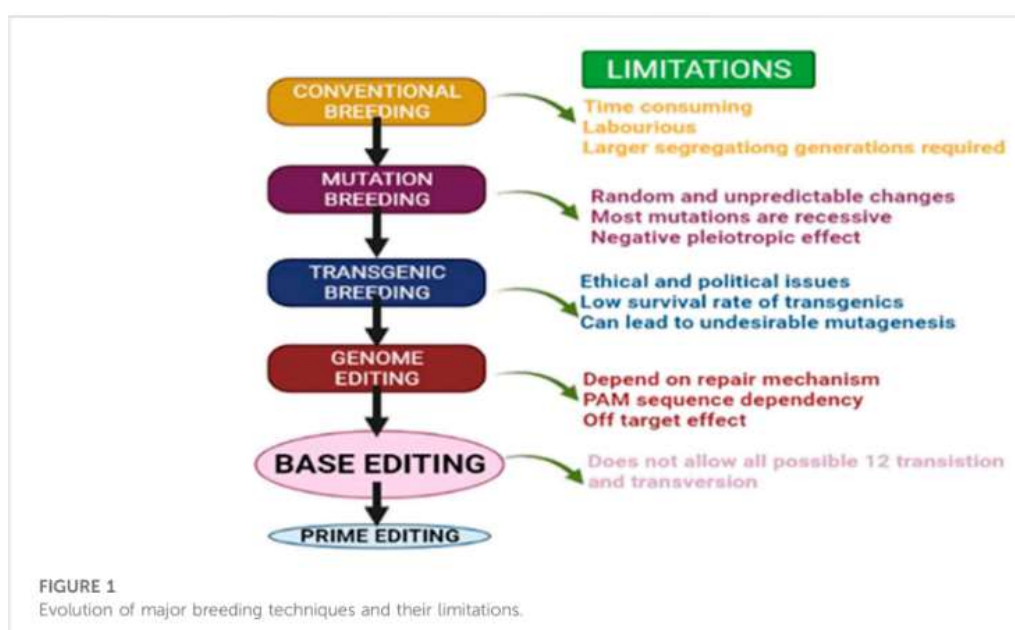 LIMITATIONS
CONVENTIONAL
BREEDING
Time consuming
Labourious
Larger segregationg generations required
MUTATION
BREEDING
Random and unpredictable changes
Most mutations are recessive
Negative pleiotropic effect
TRANSGENIC
BREEDING
Ethical and political issues
Low survival rate of transgenics
Can lead to undesirable mutagenesis
GENOME
EDITING
Depend on repair mechanism
PAM sequence dependency
Off target effect
BASE EDITING
Does not allow all possible 12 transistion
and transversion
PRIME EDITING
FIGURE 1
Evolution of major breeding techniques and their limitations.